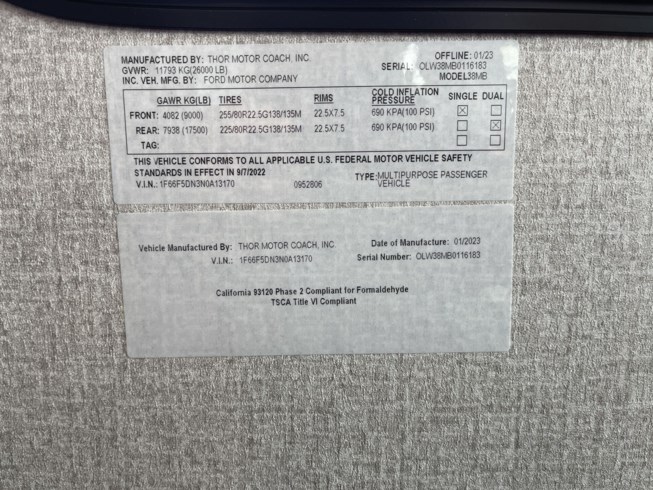 MANUFACTURED BY: THOR MOTOR COACH, INC. OFFLINE: 01/23
GVWR: 11793 KG(26000 LB) SERIAL: OLW38MB0116183
INC. VEH. MFG. BY: FORD MOTOR COMPANY MODEL38MB
GAWR KG(LB) TIRES RIMS COLD INFLATION PRESSURE SINGLE DUAL
FRONT: 4082 (9000) 255/80R22.5G138/135M 22.5X7.5 690 KPA(100 PSI)
REAR: 7938 (17500) 225/80R22.5G138/135M 22.5X7.5 690 KPA(100 PSI)
TAG:
THIS VEHICLE CONFORMS TO ALL APPLICABLE U.S. FEDERAL MOTOR VEHICLE SAFETY
STANDARDS IN EFFECT IN 9/7/2022 TYPE:MULTIPURPOSE PASSENGER
V.I.N.: 1F66F5DN3N0A13170 0952806 VEHICLE
Vehicle Manufactured By: THOR MOTOR COACH, INC. Date of Manufacture: 01/2023
V.I.N.: 1F66F5DN3N0A13170 Serial Number: OLW38MB0116183
California 93120 Phase 2 Compliant for Formaldehyde
TSCA Title VI Compliant